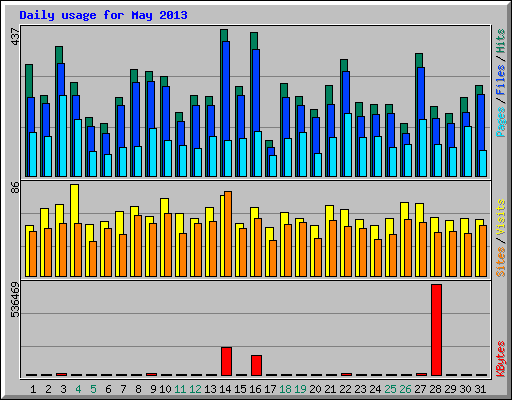 Daily usage for May 2013
437
Pages / Files / Hits
86
Sites / Visits
536469
KBytes
1 2 3 4 5 6 7 8 9 10 11 12 13 14 15 16 17 18 19 20 21 22 23 24 25 26 27 28 29 30 31